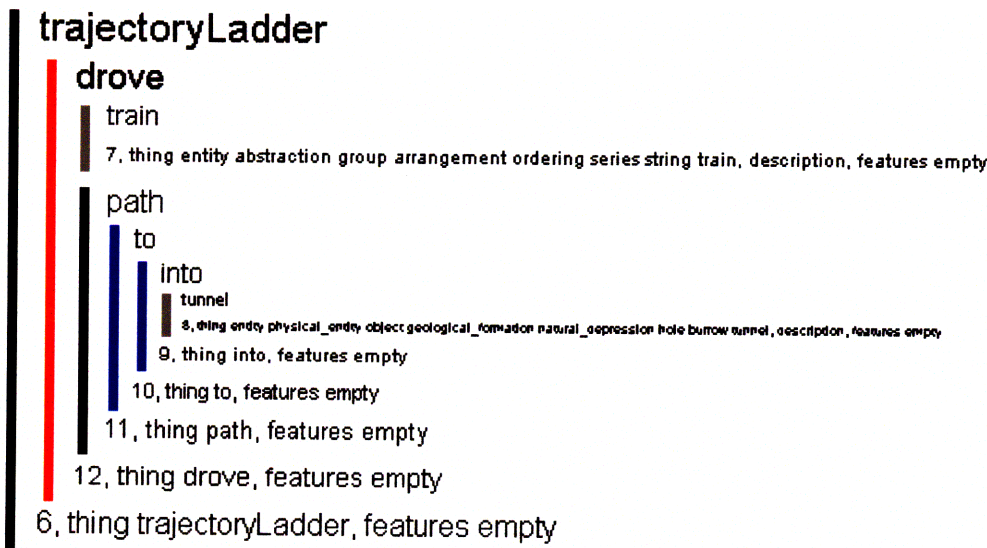 trajectoryLadder
drove
train
7, thing entity abstraction group arrangement ordering series string train, description, features empty
path
to
into
tunnel
8, thing entity physical_entity object geological_formation natural_depression hole burrow tunnel, description, features empty
9, thing into, features empty
10, thing to, features empty
11, thing path, features empty
12, thing drove, features empty
6, thing trajectoryLadder, features empty